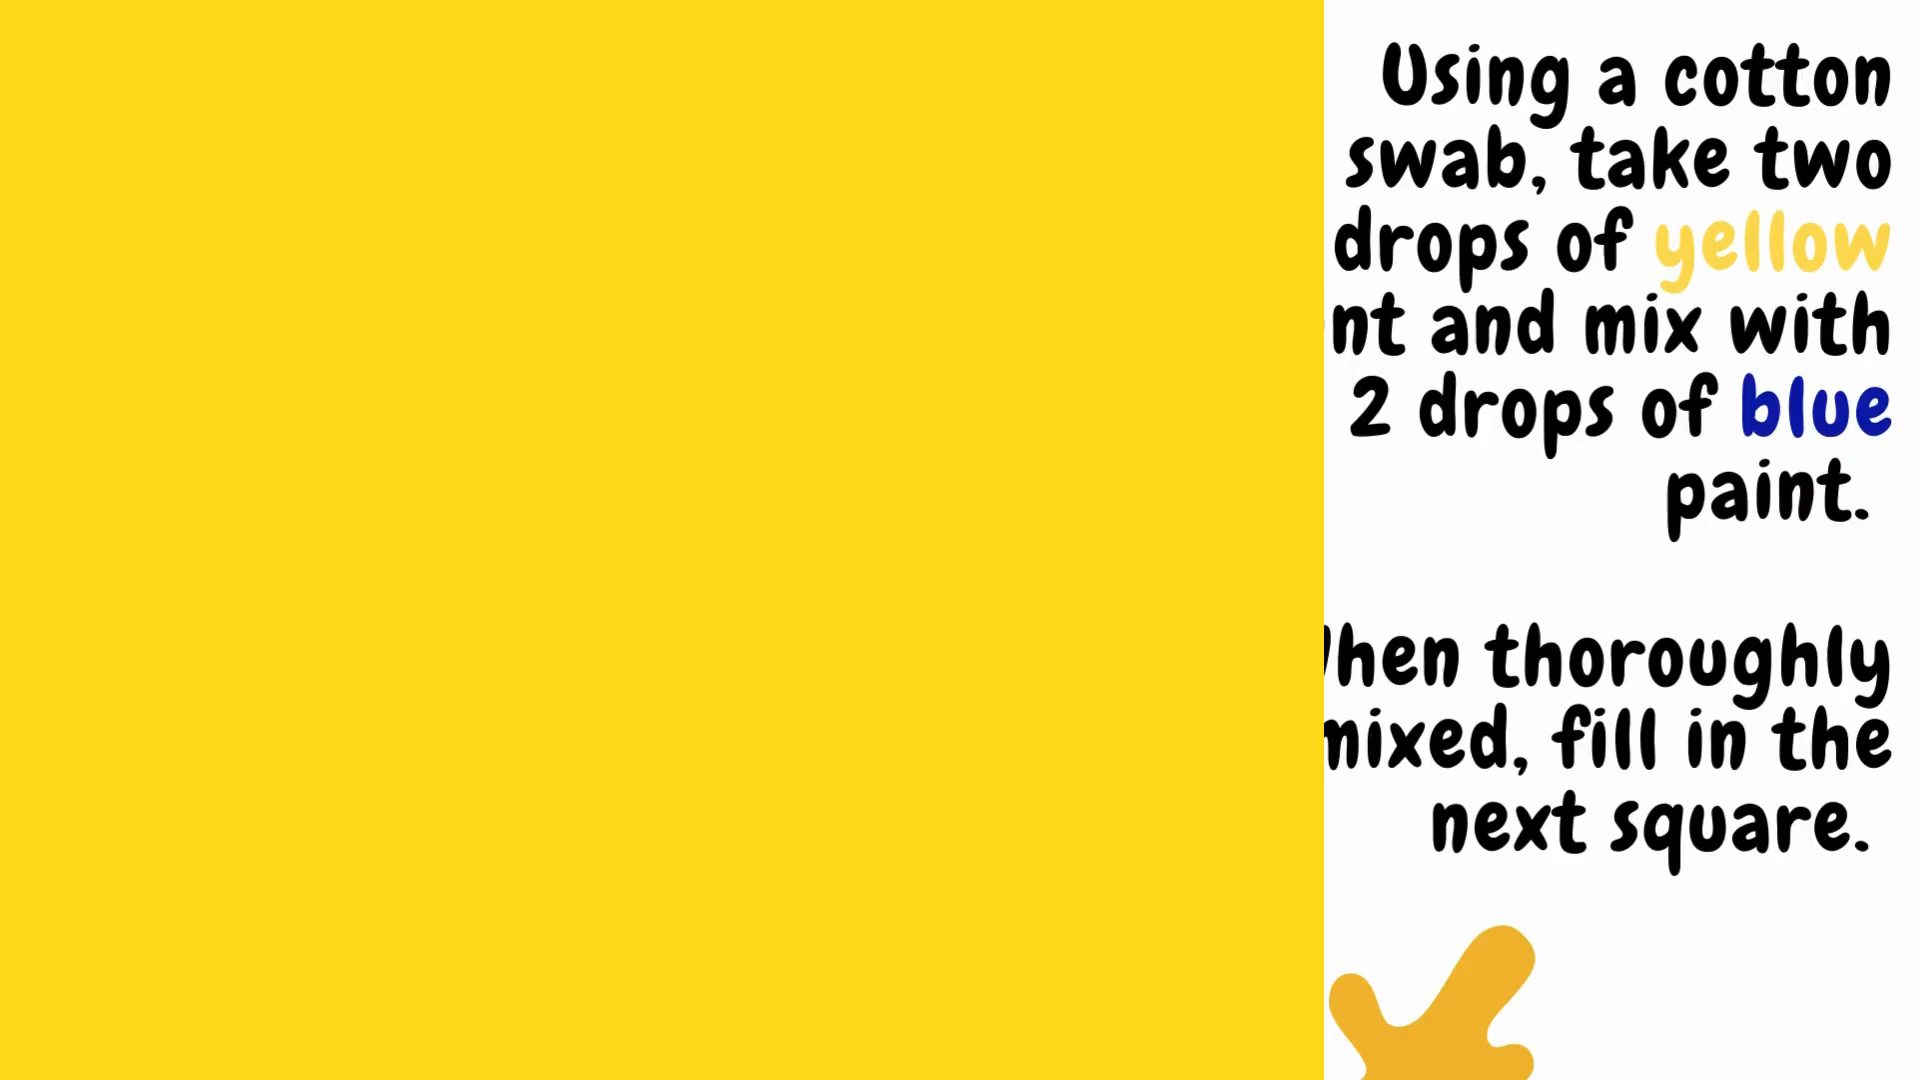 Using a cotton
swab, take two
drops of yellow
nt and mix with
2 drops of blue
paint.
hen thoroughly
mixed, fill in the
next square.